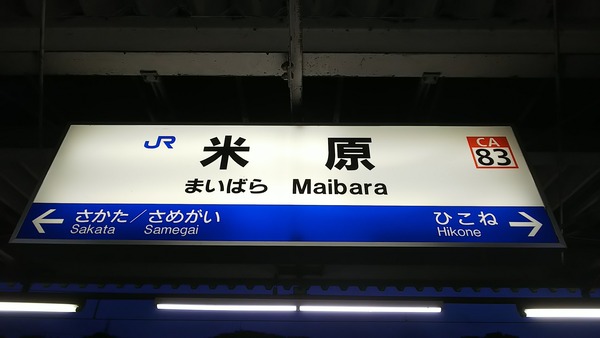 JR 米原 CA 83
まいばら Maibara
← さかた／さめがい ひこね →
Sakata Samegai Hikone